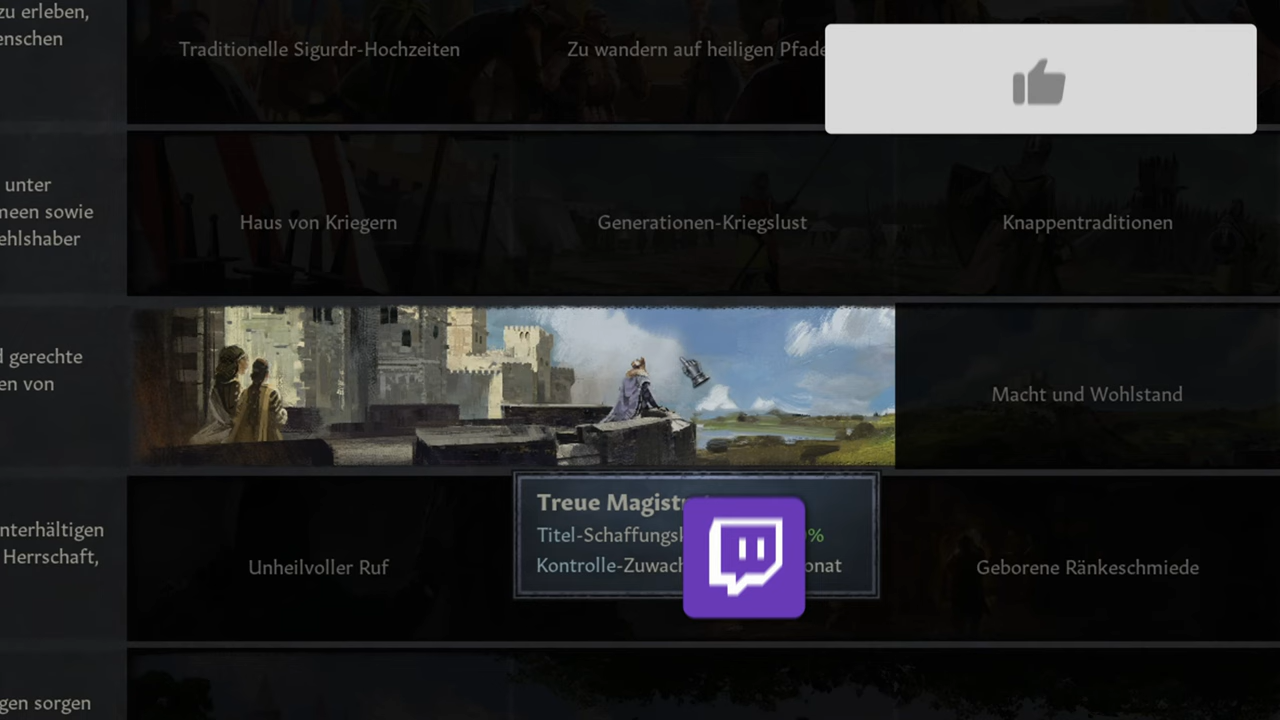 zu erleben,
enschen
Traditionelle Sigurdr-Hochzeiten
Zu wandern auf heiligen Pfade
unter
meen sowie
ehlshaber
Haus von Kriegern
Generationen-Kriegslust
Knappentraditionen
d gerechte
en von
Macht und Wohlstand
Treue Magistr
Titel-Schaffungsk %
Kontrolle-Zuwac onat
nterhältigen
Herrschaft,
Unheilvoller Ruf
Geborene Ränkeschmiede
gen sorgen